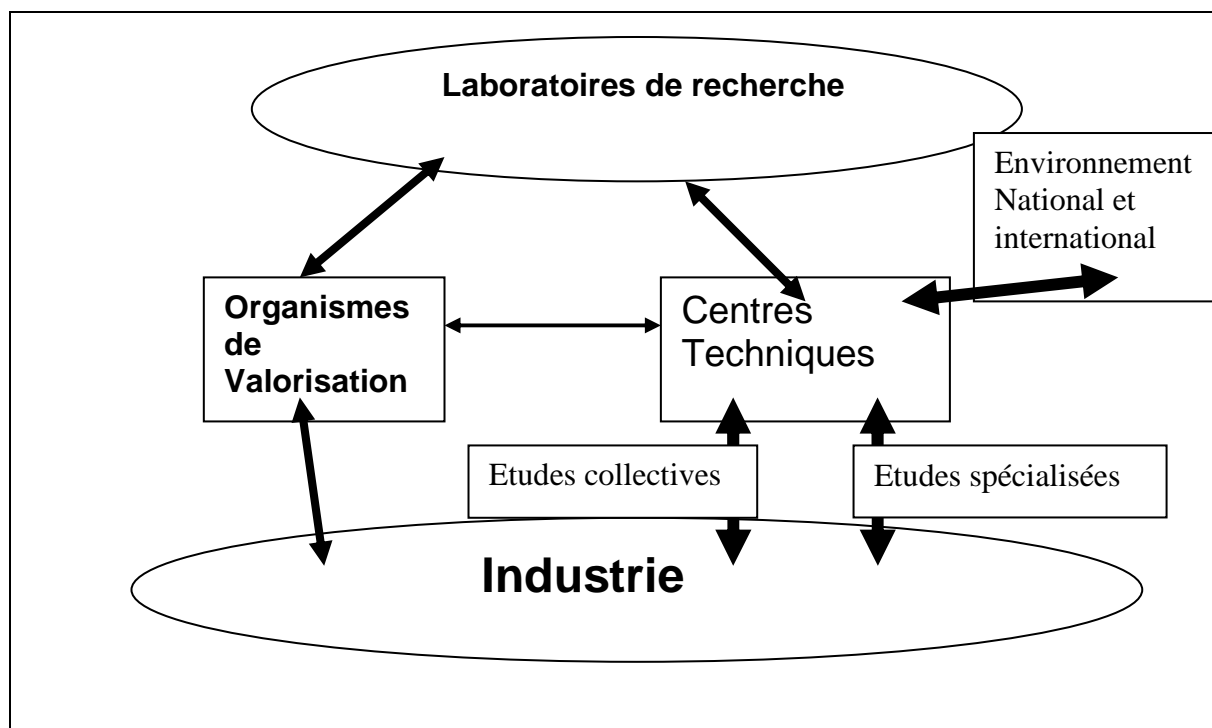 Laboratoires de recherche
Environnement
National et
international
Organismes
de
Valorisation
Centres
Techniques
Etudes collectives
Etudes spécialisées
Industrie